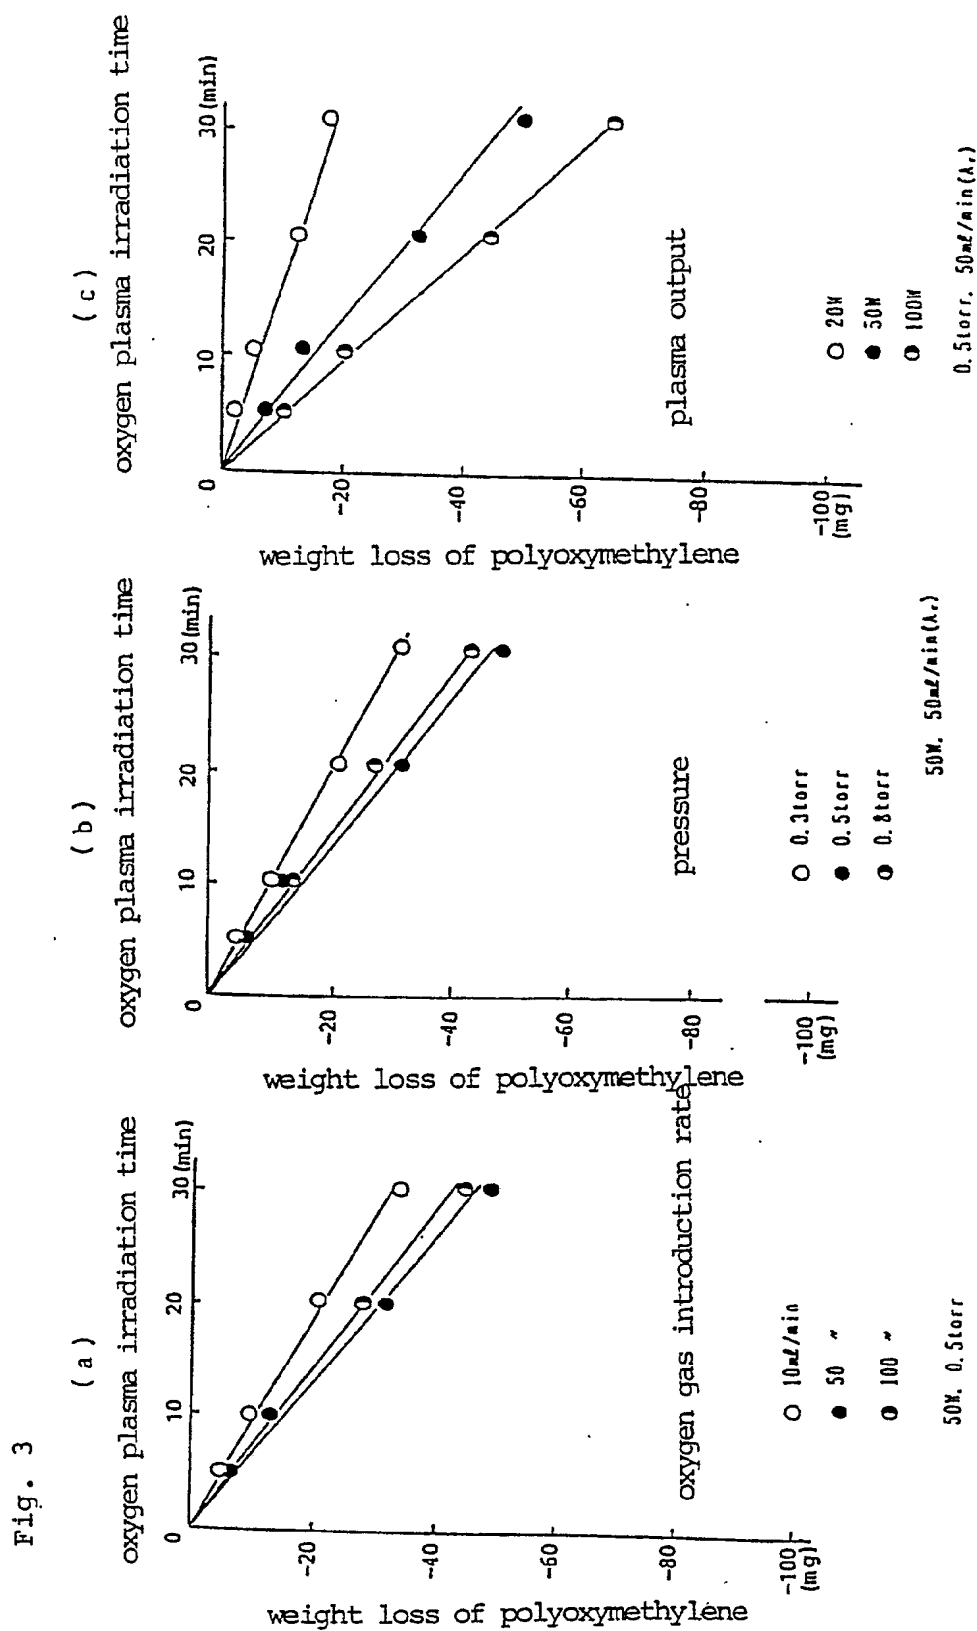 Fig. 3
(a)
oxygen plasma irradiation time
0
10
20
30 (min)
-20
-40
-60
-80
-100
(mg)
weight loss of polyoxymethylene
oxygen gas introduction rate
10ml/min
50 〃
100 〃
50W. 0.5torr
(b)
oxygen plasma irradiation time
0
10
20
30 (min)
-20
-40
-60
-80
-100
(mg)
weight loss of polyoxymethylene
pressure
0.3torr
0.5torr
0.8torr
50W. 50ml/min(Ar)
(c)
oxygen plasma irradiation time
0
10
20
30 (min)
-20
-40
-60
-80
-100
(mg)
weight loss of polyoxymethylene
plasma output
20W
50W
100W
0.5torr. 50ml/min(Ar)